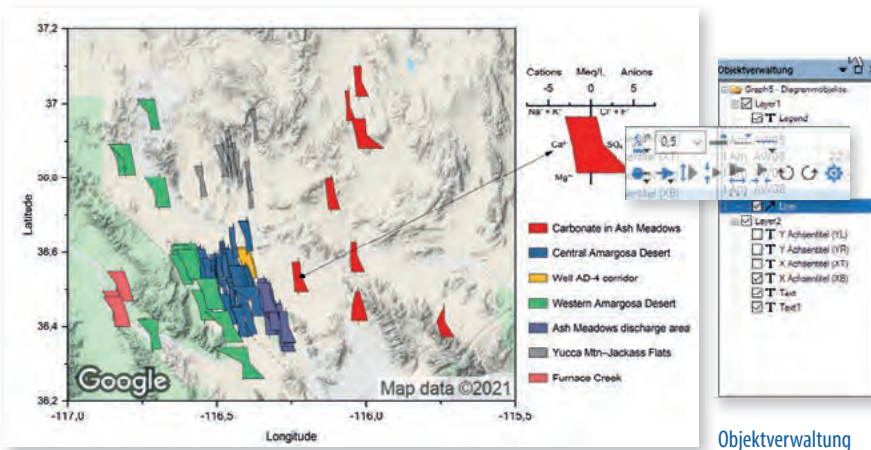 37,2
37
36,8
36,6
36,4
36,2
Latitude
-117,0
-116,5
-116,0
-115,5
Longitude
Google
Map data ©2021
Cations Meq/L Anions
-5 0 5
Na⁺ + K⁺
Ca²
SO₄
Mg
Carbonate in Ash Meadows
Central Amargosa Desert
Well AD-4 corridor
Western Amargosa Desert
Ash Meadows discharge area
Yucca Mtn–Jackass Flats
Furnace Creek
Objektverwaltung
Graph5 - Diagrammobjekte
Layer1
T Legend
0,5
Layer2
T Y Achsentitel (YL)
T Y Achsentitel (YR)
T X Achsentitel (XT)
T X Achsentitel (XB)
T Text
T Text1
Objektverwaltung